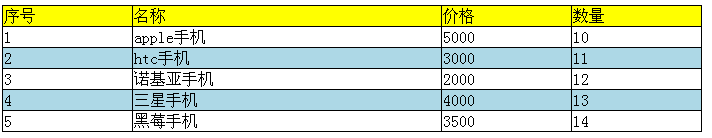 序号 名称 价格 数量
1 apple手机 5000 10
2 htc手机 3000 11
3 诺基亚手机 2000 12
4 三星手机 4000 13
5 黑莓手机 3500 14